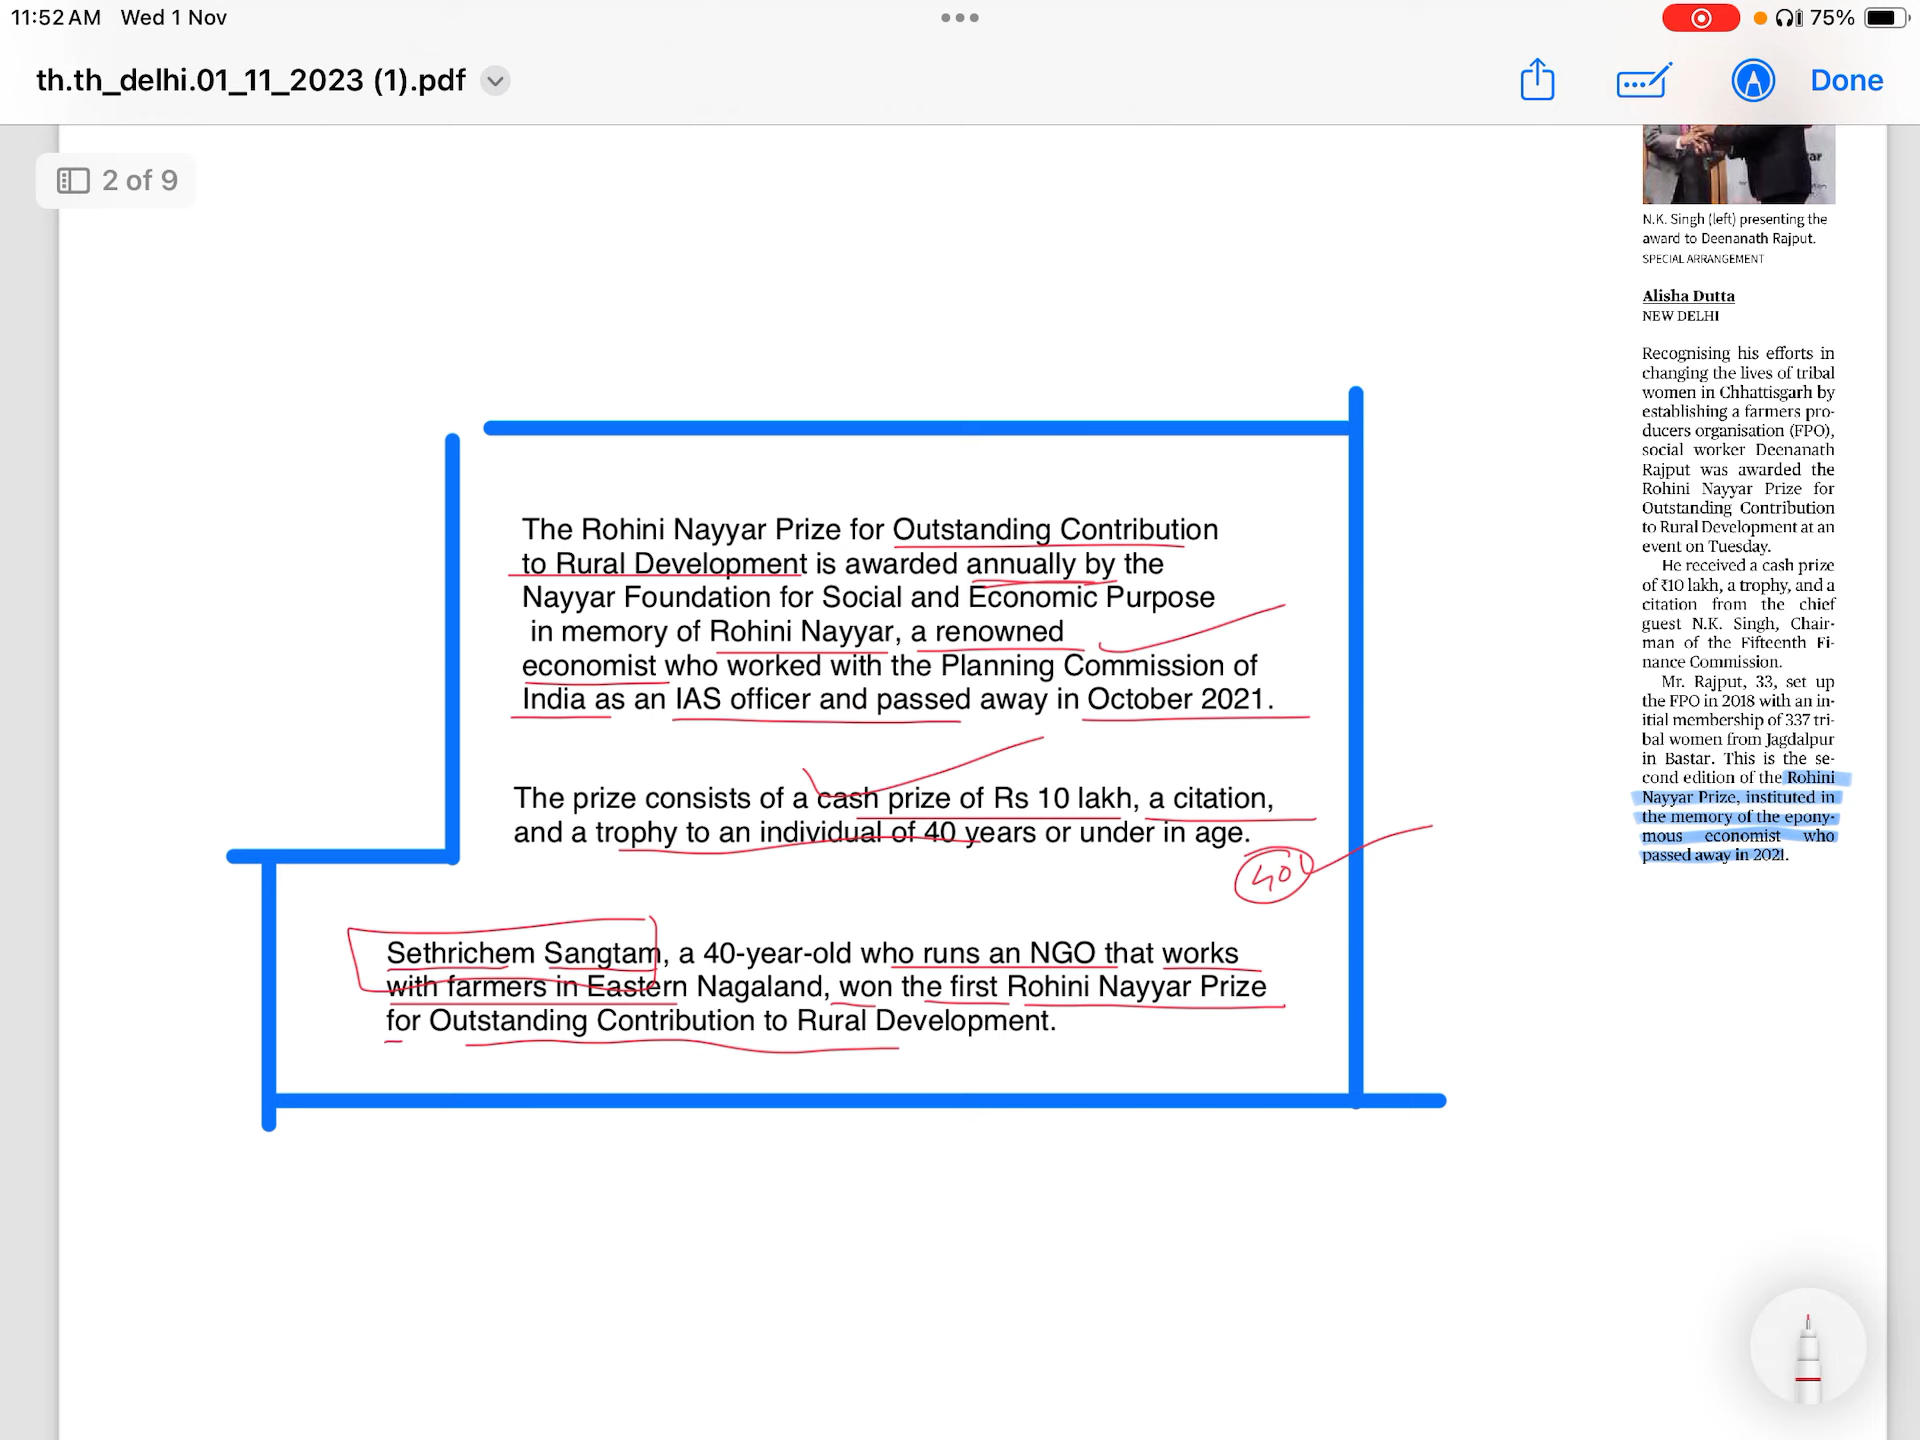 11:52 AM Wed 1 Nov
75%
th.th_delhi.01_11_2023 (1).pdf
Done
2 of 9
N.K. Singh (left) presenting the
award to Deenanath Rajput.
SPECIAL ARRANGEMENT
Alisha Dutta
NEW DELHI
Recognising his efforts in
changing the lives of tribal
women in Chhattisgarh by
establishing a farmers pro-
ducers organisation (FPO),
social worker Deenanath
Rajput was awarded the
Rohini Nayyar Prize for
Outstanding Contribution
to Rural Development at an
event on Tuesday.
He received a cash prize
of ₹10 lakh, a trophy, and a
citation from the chief
guest N.K. Singh, Chair-
man of the Fifteenth Fi-
nance Commission.
Mr. Rajput, 33, set up
the FPO in 2018 with an in-
itial membership of 337 tri-
bal women from Jagdalpur
in Bastar. This is the se-
cond edition of the Rohini
Nayyar Prize, instituted in
the memory of the epony-
mous economist who
passed away in 2021.
The Rohini Nayyar Prize for Outstanding Contribution
to Rural Development is awarded annually by the
Nayyar Foundation for Social and Economic Purpose
in memory of Rohini Nayyar, a renowned
economist who worked with the Planning Commission of
India as an IAS officer and passed away in October 2021.
The prize consists of a cash prize of Rs 10 lakh, a citation,
and a trophy to an individual of 40 years or under in age.
40
Sethrichem Sangtam, a 40-year-old who runs an NGO that works
with farmers in Eastern Nagaland, won the first Rohini Nayyar Prize
for Outstanding Contribution to Rural Development.